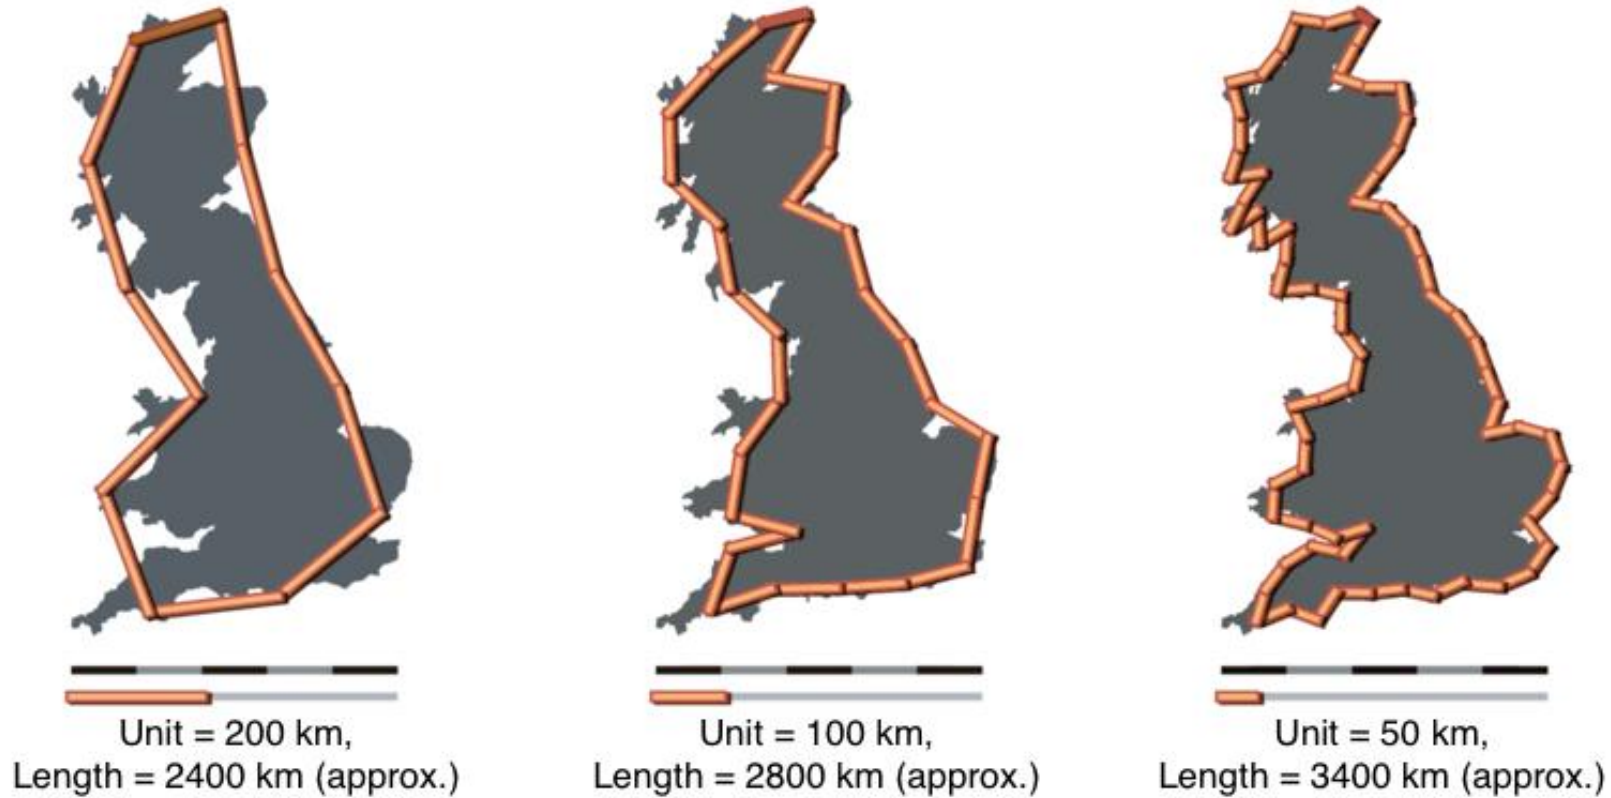 Unit = 200 km,
Length = 2400 km (approx.)
Unit = 100 km,
Length = 2800 km (approx.)
Unit = 50 km,
Length = 3400 km (approx.)